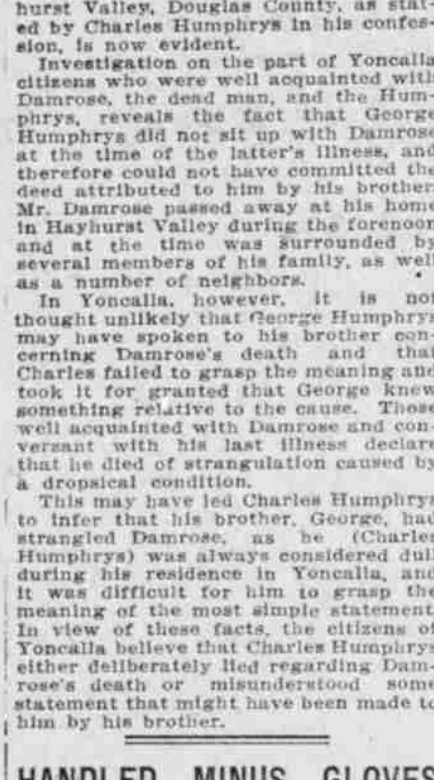 hurst Valley, Douglas County, as stat-
ed by Charles Humphrys in his confes-
sion, is now evident.
Investigation on the part of Yoncalla
citizens who were well acquainted with
Damrose, the dead man, and the Hum-
phrys, reveals the fact that George
Humphrys did not sit up with Damrose
at the time of the latter's illness, and
therefore could not have committed the
deed attributed to him by his brother.
Mr. Damrose passed away at his home
in Hayhurst Valley during the forenoon
and at the time was surrounded by
several members of his family, as well
as a number of neighbors.
In Yoncalla, however, it is not
thought unlikely that George Humphrys
may have spoken to his brother con-
cerning Damrose's death and that
Charles failed to grasp the meaning and
took it for granted that George knew
something relative to the cause. Those
well acquainted with Damrose and con-
versant with his last illness declare
that he died of strangulation caused by
a dropsical condition.
This may have led Charles Humphrys
to infer that his brother, George, had
strangled Damrose, as he (Charles
Humphrys) was always considered dull
during his residence in Yoncalla, and
it was difficult for him to grasp the
meaning of the most simple statement.
In view of these facts, the citizens of
Yoncalla believe that Charles Humphrys
either deliberately lied regarding Dam-
rose's death or misunderstood some
statement that might have been made to
him by his brother.
HANDLED MINUS GLOVES